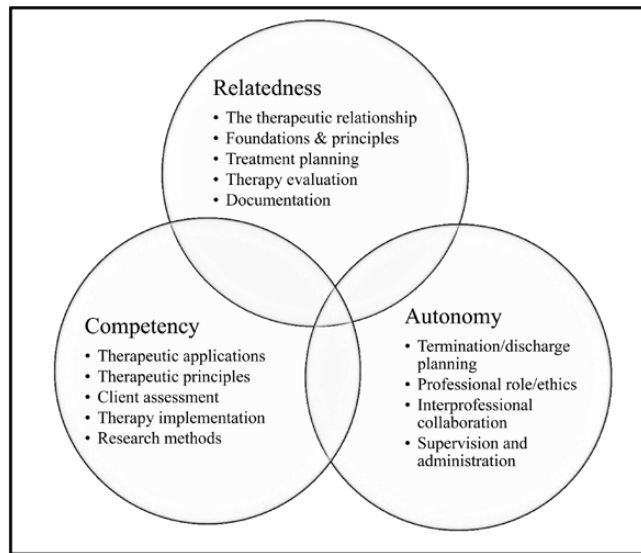 Relatedness
• The therapeutic relationship
• Foundations & principles
• Treatment planning
• Therapy evaluation
• Documentation
Competency
• Therapeutic applications
• Therapeutic principles
• Client assessment
• Therapy implementation
• Research methods
Autonomy
• Termination/discharge
planning
• Professional role/ethics
• Interprofessional
collaboration
• Supervision and
administration